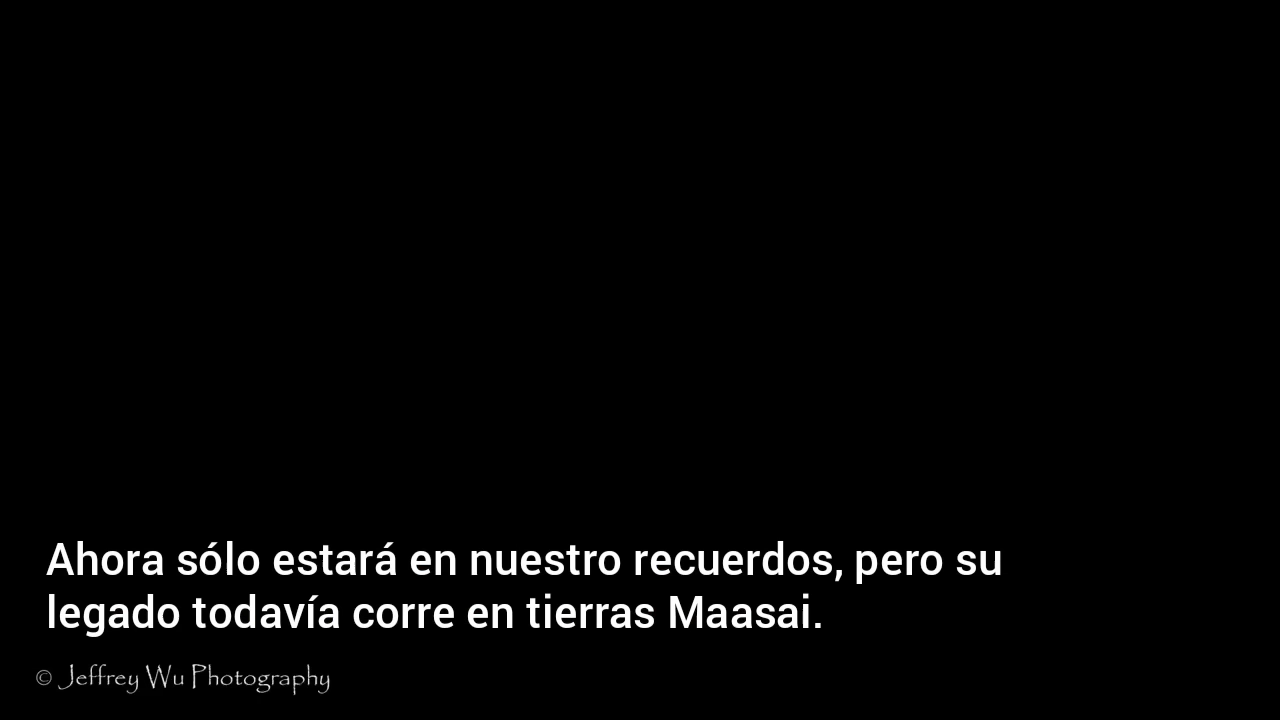 Ahora sólo estará en nuestro recuerdos, pero su
legado todavía corre en tierras Maasai.
© Jeffrey Wu Photography